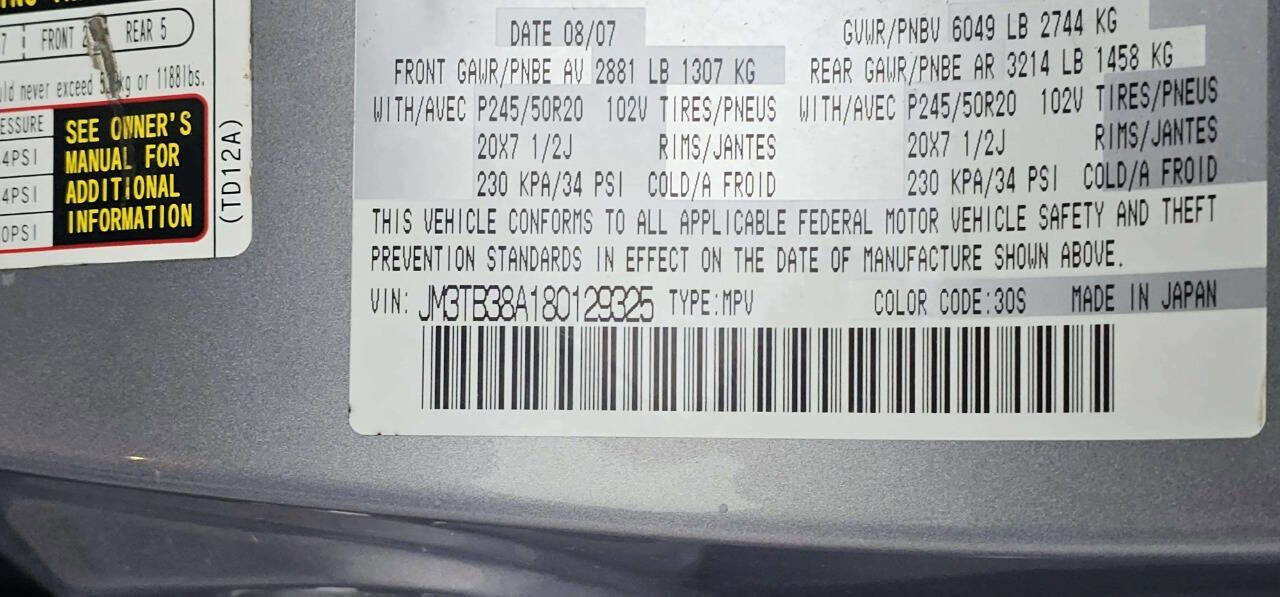 FRONT 2
REAR 5
uld never exceed 5 kg or 1188lbs.
ESSURE
4PSI
4PSI
0PSI
SEE OWNER'S
MANUAL FOR
ADDITIONAL
INFORMATION
(TD12A)
DATE 08/07 GVWR/PNBV 6049 LB 2744 KG
FRONT GAWR/PNBE AV 2881 LB 1307 KG REAR GAWR/PNBE AR 3214 LB 1458 KG
WITH/AVEC P245/50R20 102V TIRES/PNEUS WITH/AVEC P245/50R20 102V TIRES/PNEUS
20X7 1/2J RIMS/JANTES 20X7 1/2J RIMS/JANTES
230 KPA/34 PSI COLD/A FROID 230 KPA/34 PSI COLD/A FROID
THIS VEHICLE CONFORMS TO ALL APPLICABLE FEDERAL MOTOR VEHICLE SAFETY AND THEFT
PREVENTION STANDARDS IN EFFECT ON THE DATE OF MANUFACTURE SHOWN ABOVE.
VIN: JM3TB38A180129325 TYPE:MPV COLOR CODE:30S MADE IN JAPAN